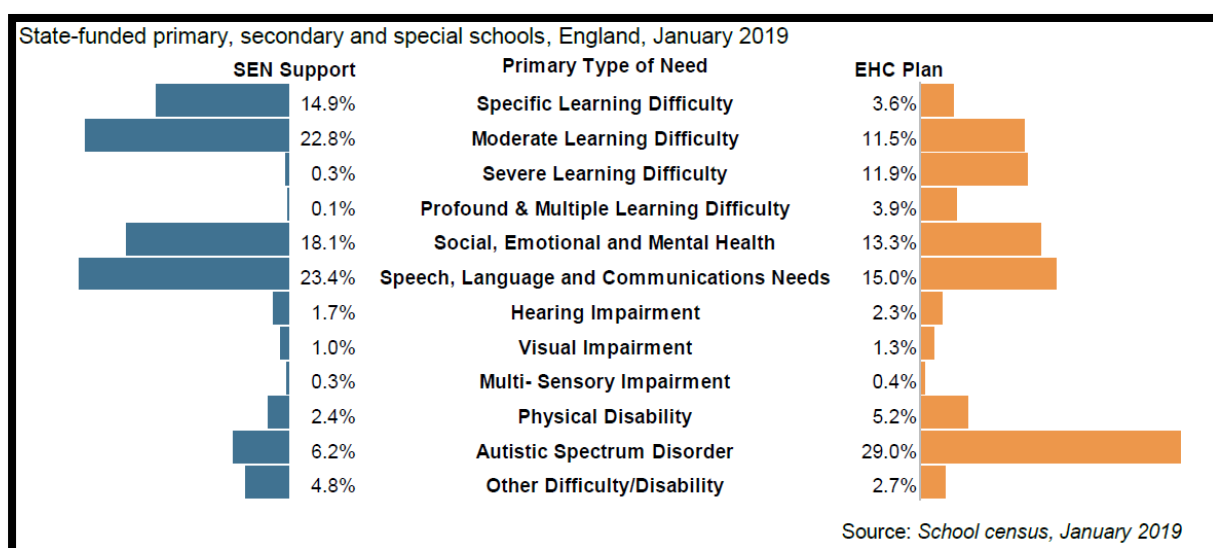 State-funded primary, secondary and special schools, England, January 2019
SEN Support Primary Type of Need EHC Plan
14.9% Specific Learning Difficulty 3.6%
22.8% Moderate Learning Difficulty 11.5%
0.3% Severe Learning Difficulty 11.9%
0.1% Profound & Multiple Learning Difficulty 3.9%
18.1% Social, Emotional and Mental Health 13.3%
23.4% Speech, Language and Communications Needs 15.0%
1.7% Hearing Impairment 2.3%
1.0% Visual Impairment 1.3%
0.3% Multi- Sensory Impairment 0.4%
2.4% Physical Disability 5.2%
6.2% Autistic Spectrum Disorder 29.0%
4.8% Other Difficulty/Disability 2.7%
Source: School census, January 2019